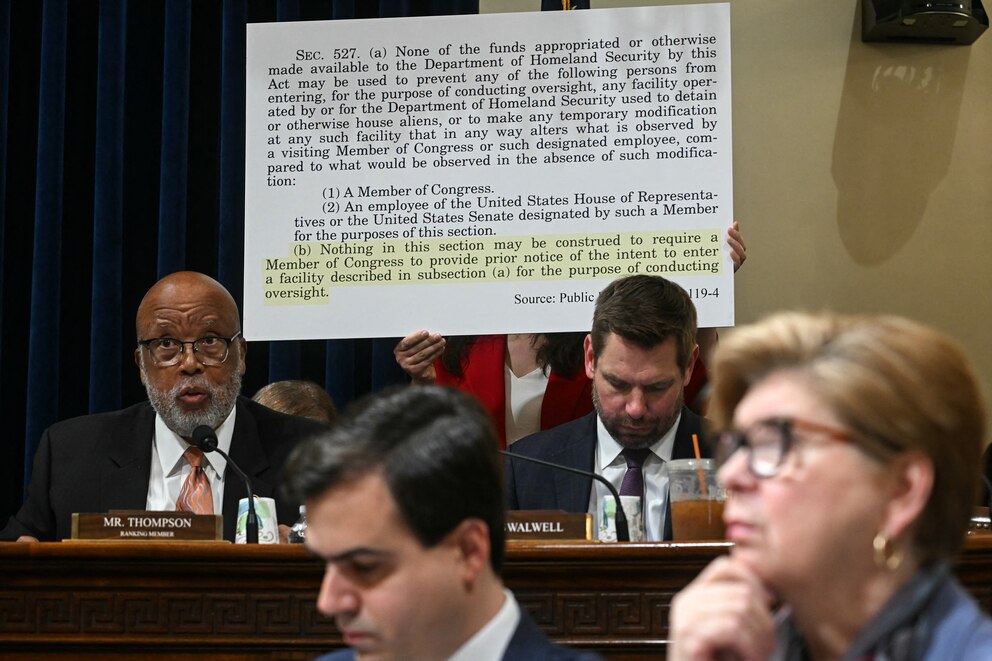 SEC. 527. (a) None of the funds appropriated or otherwise
made available to the Department of Homeland Security by this
Act may be used to prevent any of the following persons from
entering, for the purpose of conducting oversight, any facility oper-
ated by or for the Department of Homeland Security used to detain
or otherwise house aliens, or to make any temporary modification
at any such facility that in any way alters what is observed by
a visiting Member of Congress or such designated employee, com-
pared to what would be observed in the absence of such modifica-
tion:
(1) A Member of Congress.
(2) An employee of the United States House of Representa-
tives or the United States Senate designated by such a Member
for the purposes of this section.
(b) Nothing in this section may be construed to require a
Member of Congress to provide prior notice of the intent to enter
a facility described in subsection (a) for the purpose of conducting
oversight.
Source: Public 119-4
MR. THOMPSON
RANKING MEMBER
WALWELL